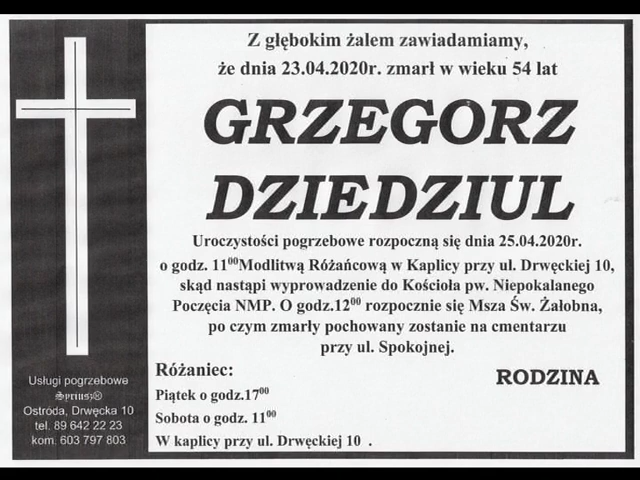 Z głębokim żalem zawiadamiamy,
że dnia 23.04.2020r. zmarł w wieku 54 lat
GRZEGORZ
DZIEDZIUL
Uroczystości pogrzebowe rozpoczną się dnia 25.04.2020r.
o godz. 11⁰⁰Modlitwą Różańcową w Kaplicy przy ul. Drwęckiej 10,
skąd nastąpi wyprowadzenie do Kościoła pw. Niepokalanego
Poczęcia NMP. O godz.12⁰⁰ rozpocznie się Msza Św. Żałobna,
po czym zmarły pochowany zostanie na cmentarzu
przy ul. Spokojnej.
RODZINA
Różaniec:
Piątek o godz.17⁰⁰
Sobota o godz. 11⁰⁰
W kaplicy przy ul. Drwęckiej 10 .
Usługi pogrzebowe
Syriusz®
Ostróda, Drwęcka 10
tel. 89 642 22 23
kom. 603 797 803